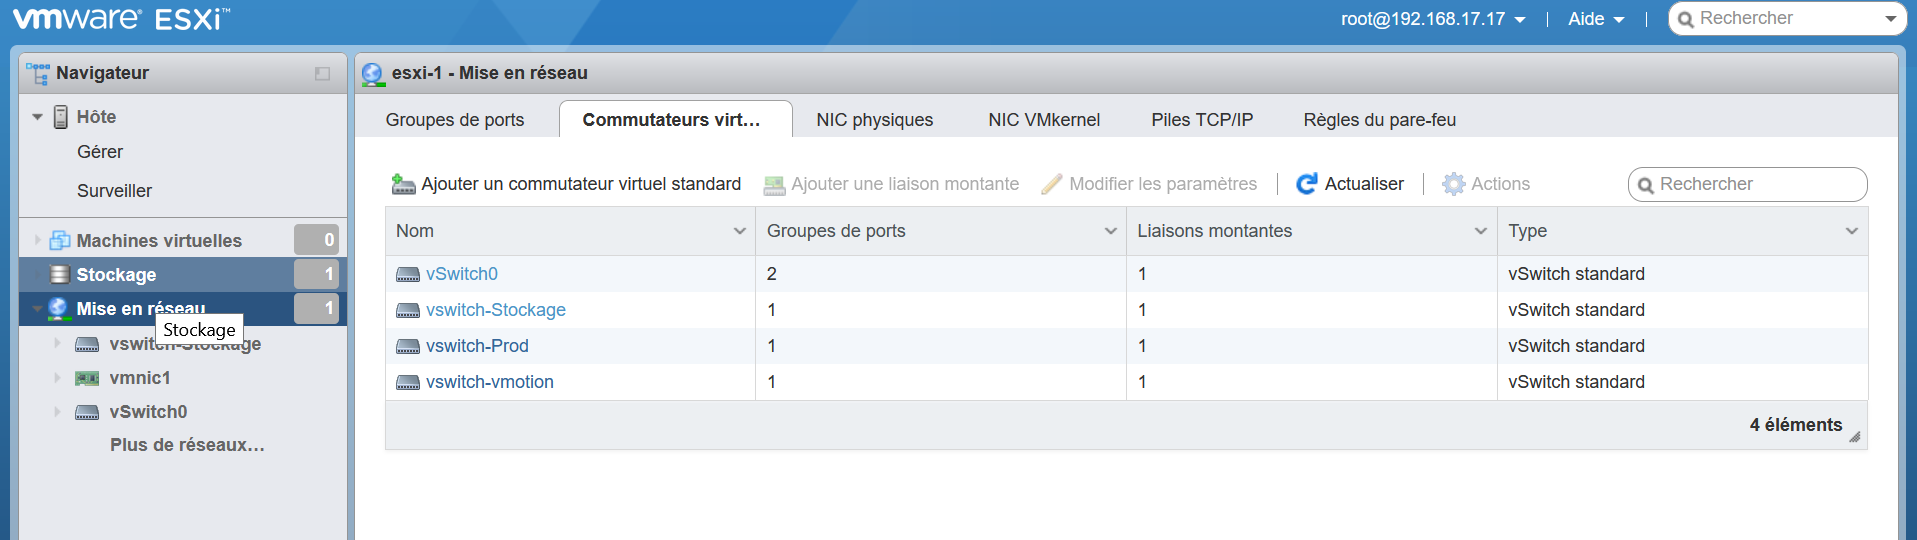 vmware ESXi™
root@192.168.17.17 | Aide | Rechercher
Navigateur
Hôte
Gérer
Surveiller
Machines virtuelles 0
Stockage 1
Mise en réseau 1
Stockage
vswitch-Stockage
vmnic1
vSwitch0
Plus de réseaux...
esxi-1 - Mise en réseau
Groupes de ports Commutateurs virt... NIC physiques NIC VMkernel Piles TCP/IP Règles du pare-feu
Ajouter un commutateur virtuel standard Ajouter une liaison montante Modifier les paramètres | Actualiser | Actions Rechercher
Nom Groupes de ports Liaisons montantes Type
vSwitch0 2 1 vSwitch standard
vswitch-Stockage 1 1 vSwitch standard
vswitch-Prod 1 1 vSwitch standard
vswitch-vmotion 1 1 vSwitch standard
4 éléments